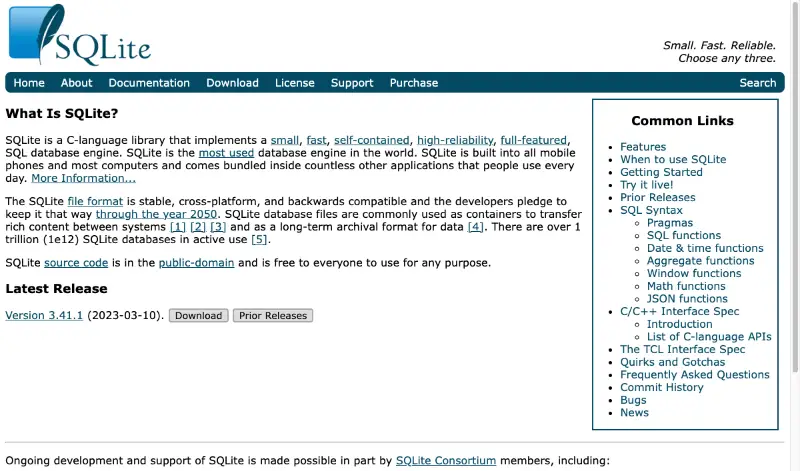 SQLite
Small. Fast. Reliable.
Choose any three.
Home About Documentation Download License Support Purchase Search
What Is SQLite?
SQLite is a C-language library that implements a small, fast, self-contained, high-reliability, full-featured,
SQL database engine. SQLite is the most used database engine in the world. SQLite is built into all mobile
phones and most computers and comes bundled inside countless other applications that people use every
day. More Information...
The SQLite file format is stable, cross-platform, and backwards compatible and the developers pledge to
keep it that way through the year 2050. SQLite database files are commonly used as containers to transfer
rich content between systems [1] [2] [3] and as a long-term archival format for data [4]. There are over 1
trillion (1e12) SQLite databases in active use [5].
SQLite source code is in the public-domain and is free to everyone to use for any purpose.
Latest Release
Version 3.41.1 (2023-03-10). Download Prior Releases
Common Links
Features
When to use SQLite
Getting Started
Try it live!
Prior Releases
SQL Syntax
Pragmas
SQL functions
Date & time functions
Aggregate functions
Window functions
Math functions
JSON functions
C/C++ Interface Spec
Introduction
List of C-language APIs
The TCL Interface Spec
Quirks and Gotchas
Frequently Asked Questions
Commit History
Bugs
News
Ongoing development and support of SQLite is made possible in part by SQLite Consortium members, including: